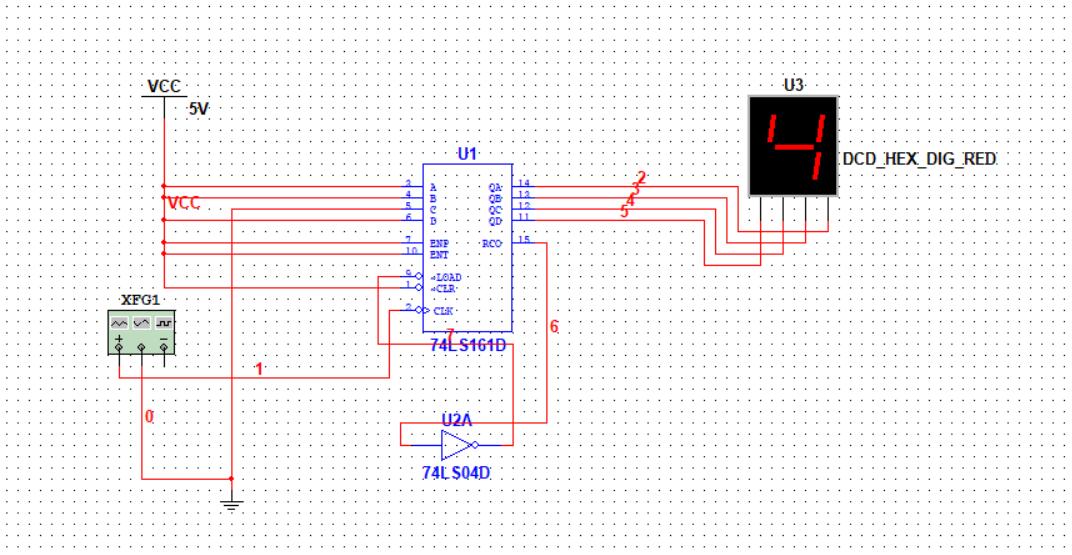 VCC
5V
U3
DCD_HEX_DIG_RED
4
U1
VCC
3 A QA 14 2
4 B QB 13 3
5 C QC 12 4
6 D QD 11 5
7 ENP RCO 15
10 ENT
9 ~LOAD
1 ~CLR
2 CLK
XFG1
+ −
7
74LS161D
6
1
0
U2A
74LS04D